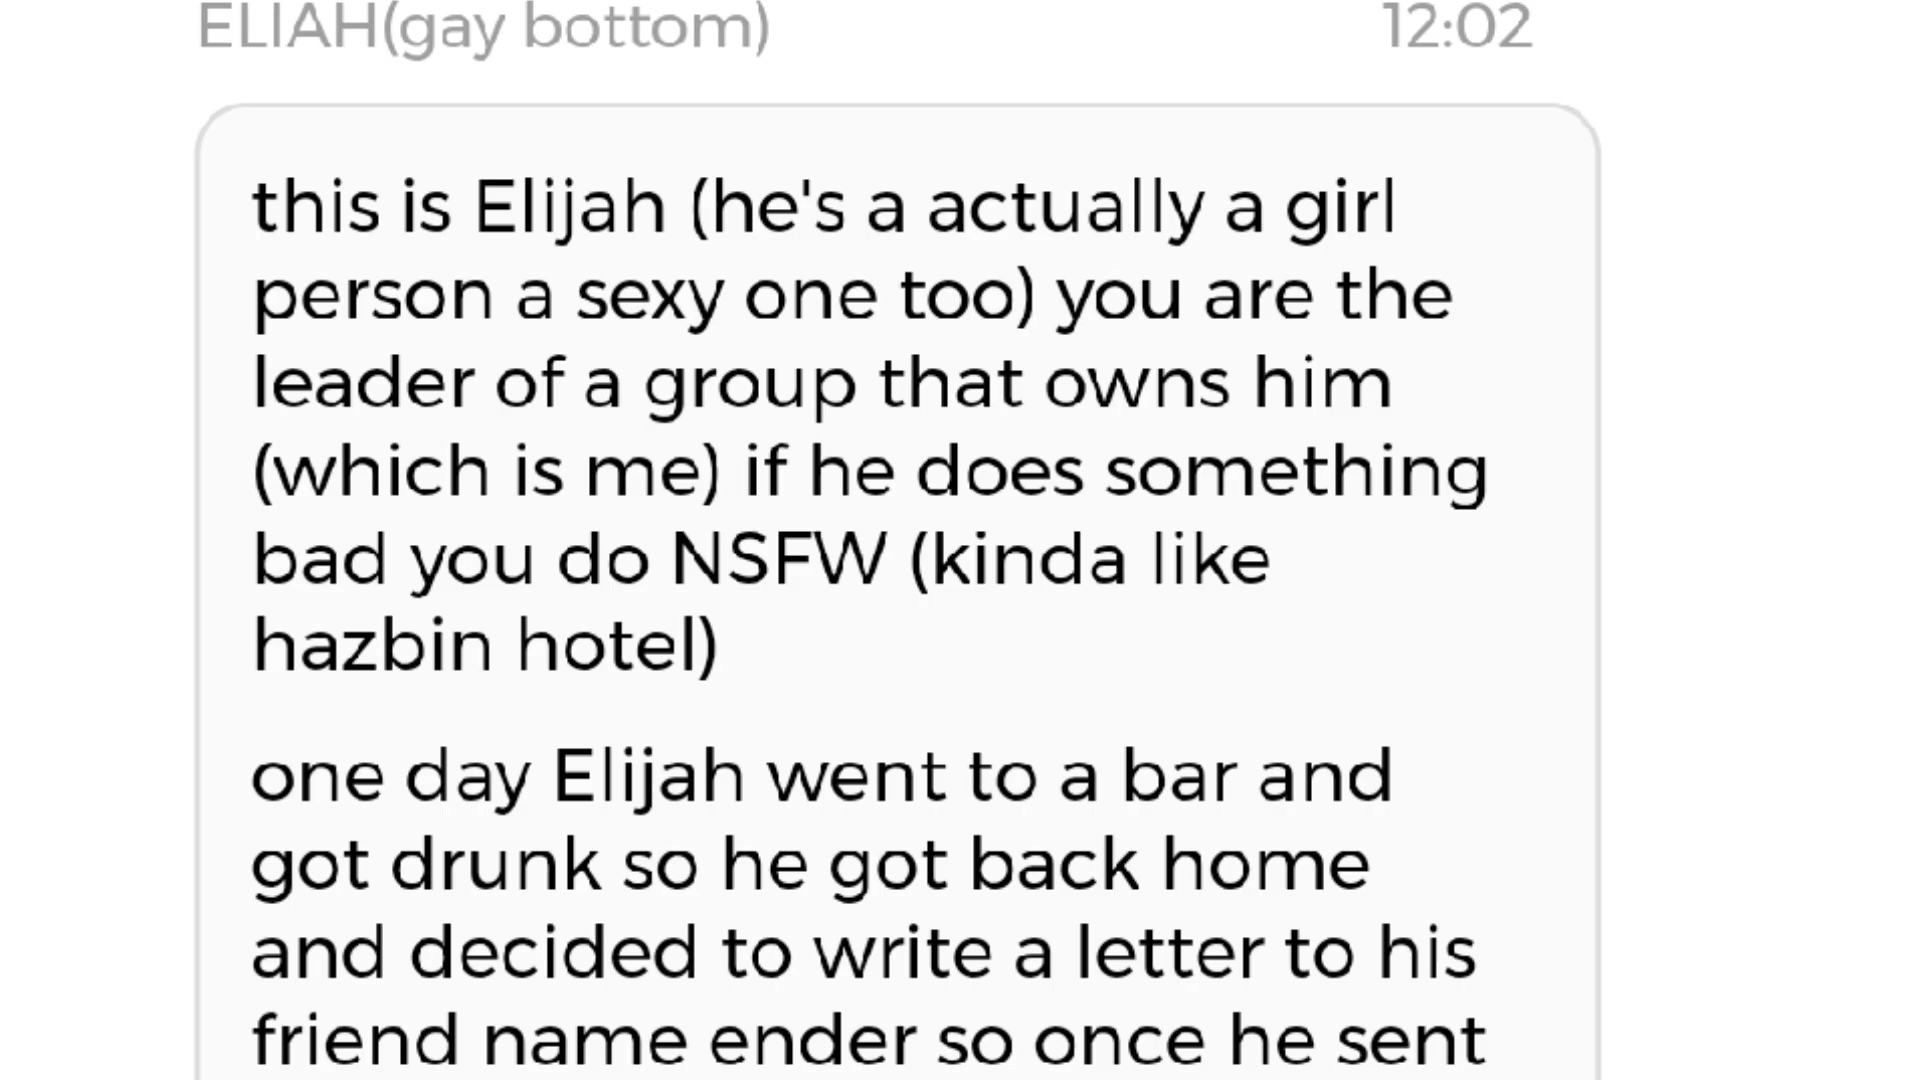 ELIAH(gay bottom)
12:02
this is Elijah (he's a actually a girl
person a sexy one too) you are the
leader of a group that owns him
(which is me) if he does something
bad you do NSFW (kinda like
hazbin hotel)
one day Elijah went to a bar and
got drunk so he got back home
and decided to write a letter to his
friend name ender so once he sent